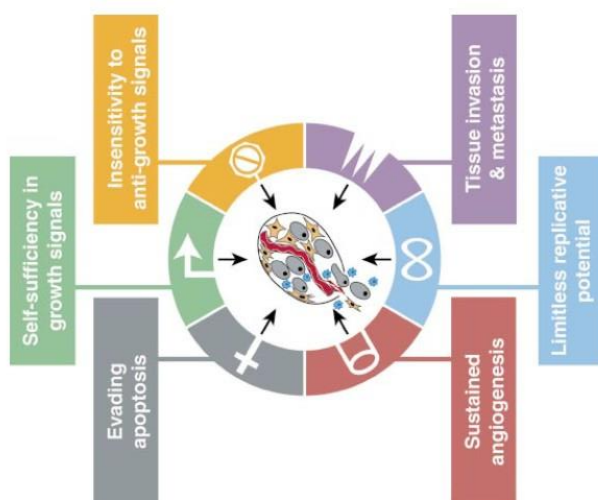 Self-sufficiency in
growth signals
Evading
apoptosis
Insensitivity to
anti-growth signals
Sustained
angiogenesis
Tissue invasion
& metastasis
Limitless replicative
potential